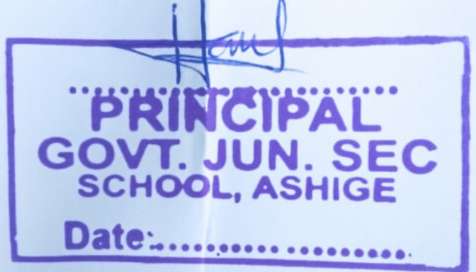 PRINCIPAL
GOVT. JUN. SEC
SCHOOL, ASHIGE
Date:..............................